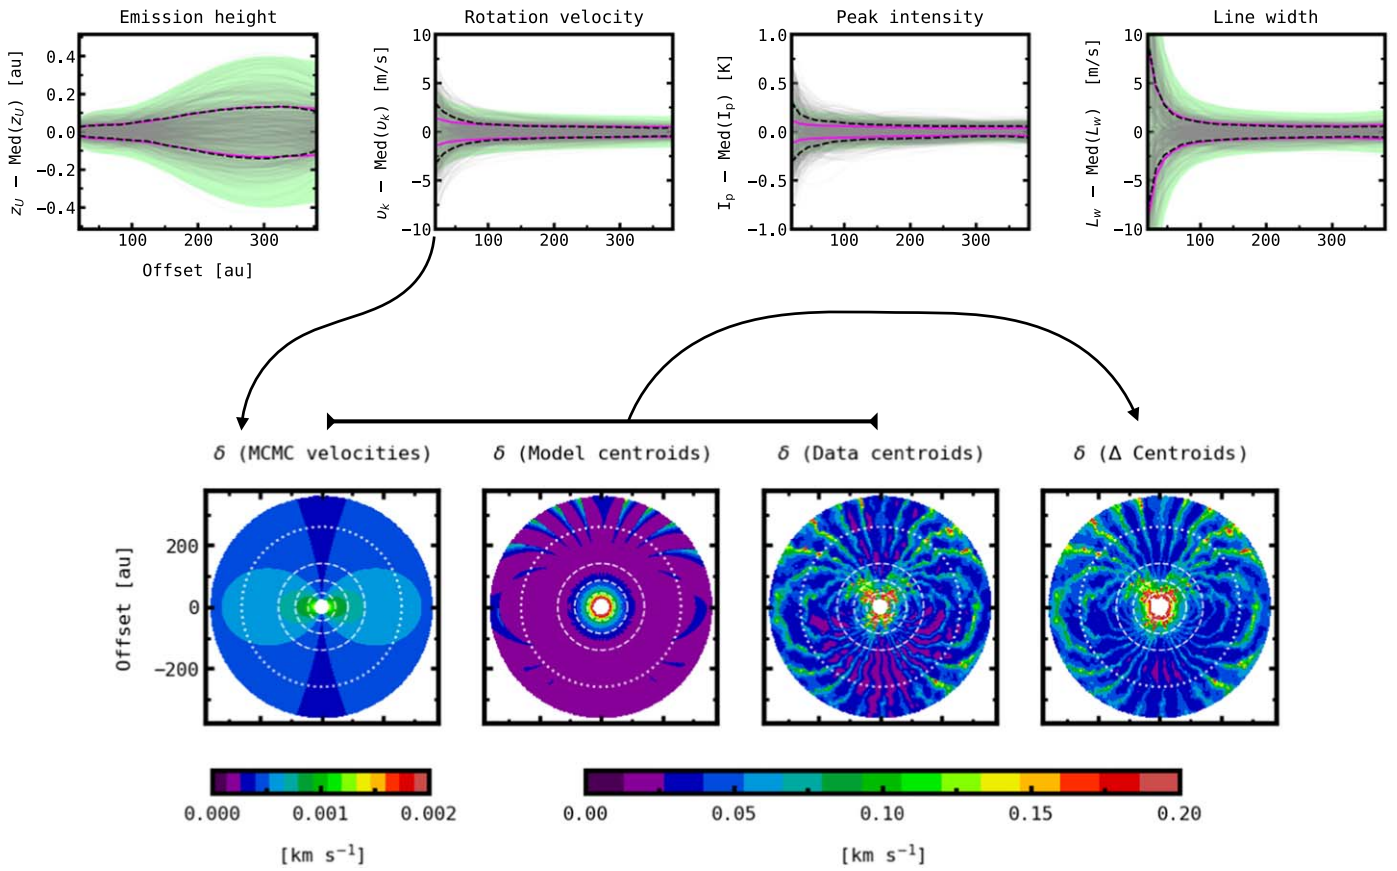 Emission height
Rotation velocity
Peak intensity
Line width
z_U − Med(z_U) [au]
0.4
0.2
0.0
−0.2
−0.4
100 200 300
Offset [au]
υ_k − Med(υ_k) [m/s]
10
5
0
−5
−10
100 200 300
I_p − Med(I_p) [K]
1.0
0.5
0.0
−0.5
−1.0
100 200 300
L_w − Med(L_w) [m/s]
10
5
0
−5
−10
100 200 300
δ (MCMC velocities)
δ (Model centroids)
δ (Data centroids)
δ (Δ Centroids)
Offset [au]
200
0
−200
0.000 0.001 0.002
[km s⁻¹]
0.00 0.05 0.10 0.15 0.20
[km s⁻¹]